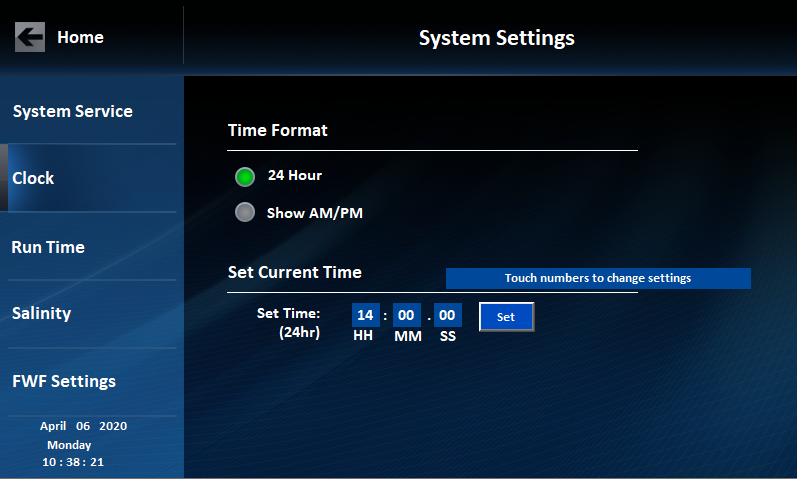 Home
System Settings
System Service
Clock
Run Time
Salinity
FWF Settings
April 06 2020
Monday
10 : 38 : 21
Time Format
24 Hour
Show AM/PM
Set Current Time
Touch numbers to change settings
Set Time: 14 : 00 . 00 Set
(24hr) HH MM SS